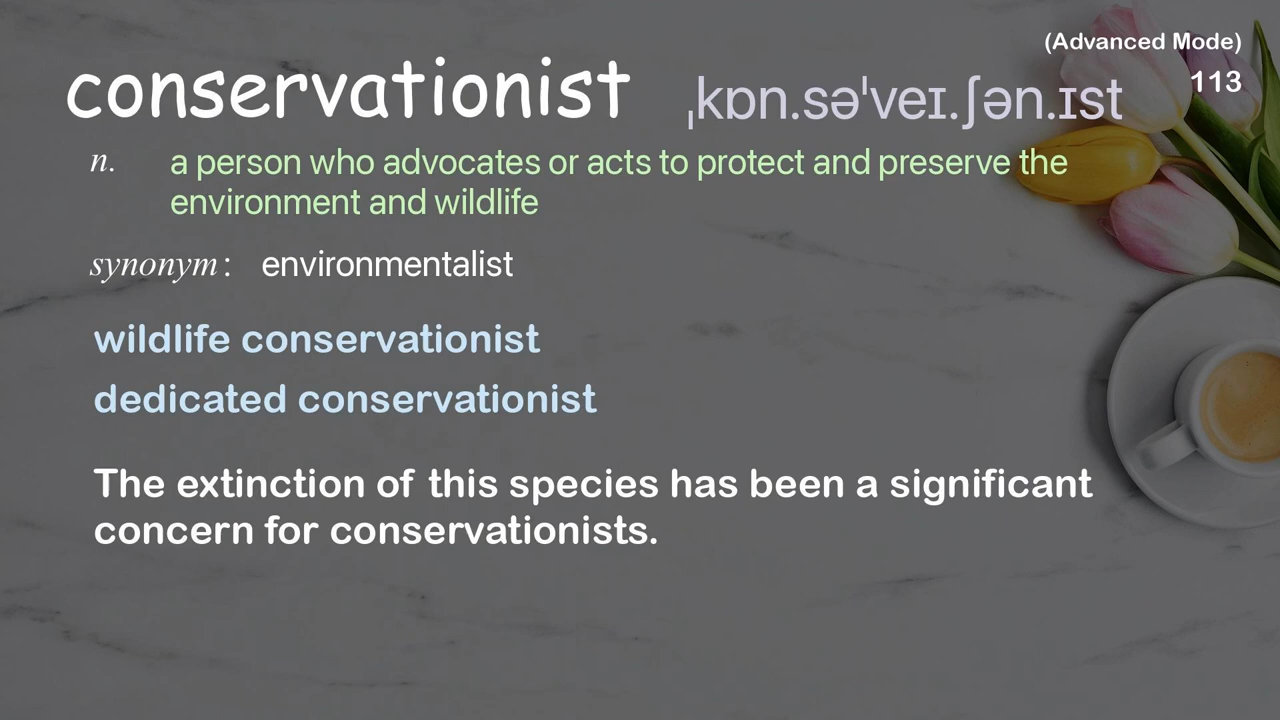 (Advanced Mode)
conservationist ˌkɒn.səˈveɪ.ʃən.ɪst 113
n. a person who advocates or acts to protect and preserve the
environment and wildlife
synonym: environmentalist
wildlife conservationist
dedicated conservationist
The extinction of this species has been a significant
concern for conservationists.